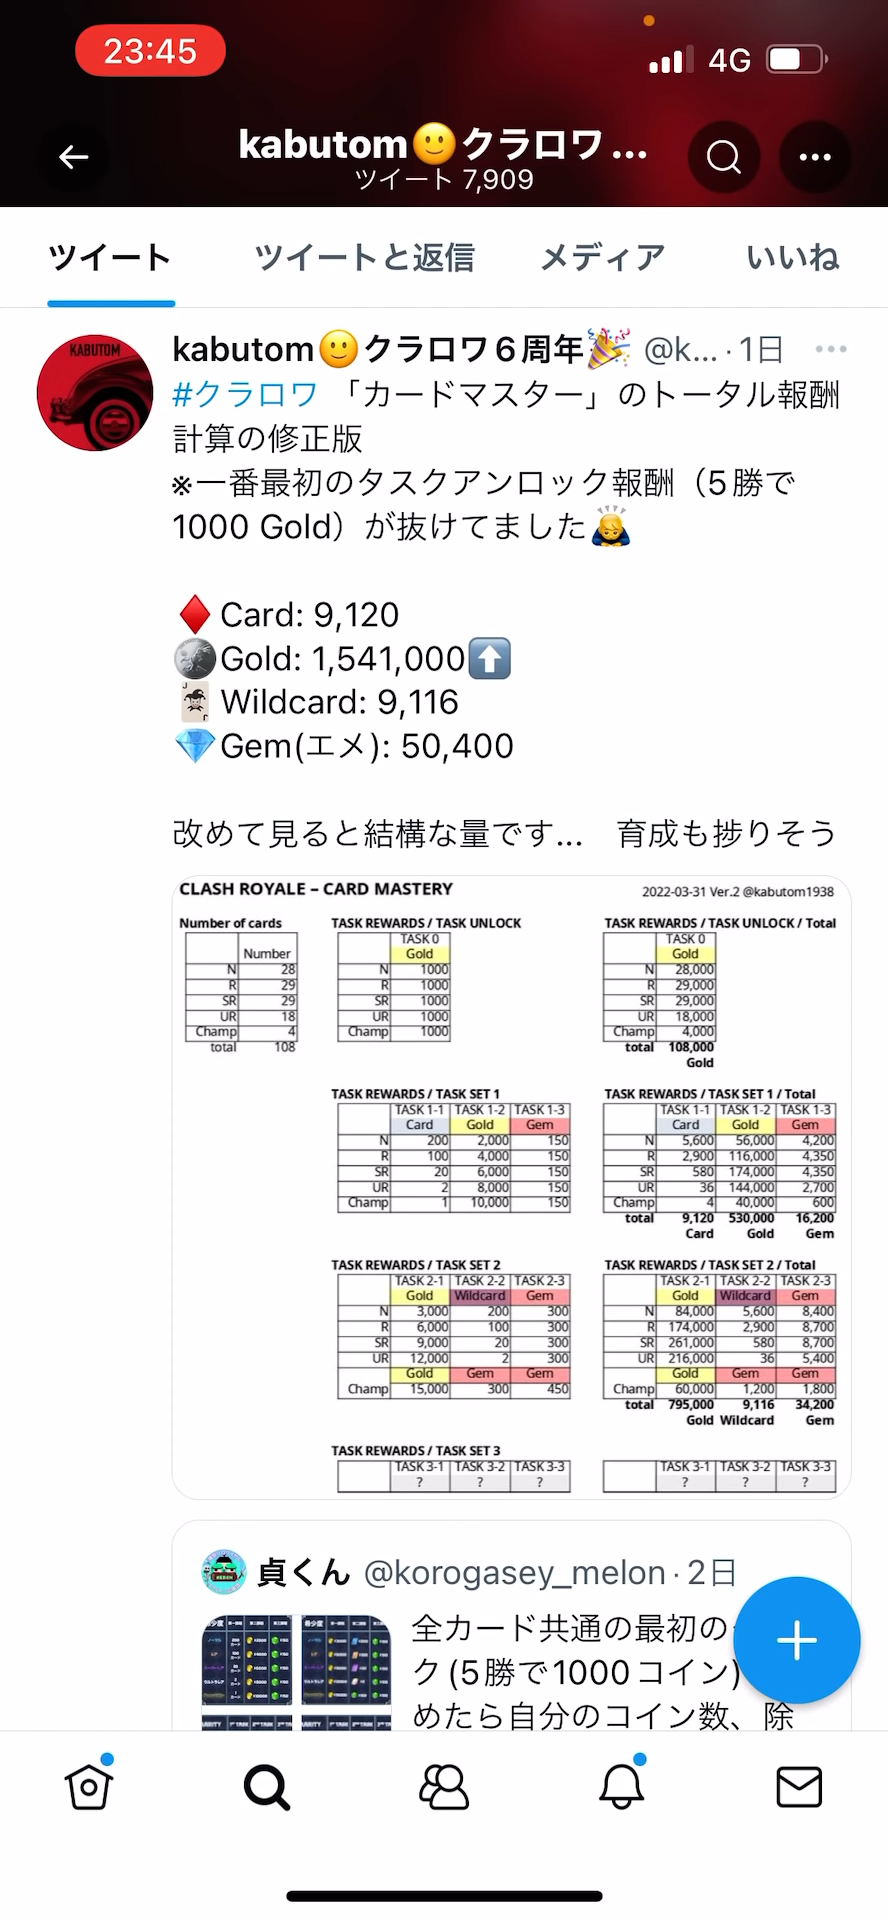 23:45
4G
kabutom🙂クラロワ...
ツイート 7,909
ツイート ツイートと返信 メディア いいね
KABUTOM
kabutom🙂クラロワ6周年🎉 @k... · 1日
#クラロワ 「カードマスター」のトータル報酬
計算の修正版
※一番最初のタスクアンロック報酬（5勝で
1000 Gold）が抜けてました🙇
♦️Card: 9,120
🪙Gold: 1,541,000⬆️
🃏Wildcard: 9,116
💎Gem(エメ): 50,400
改めて見ると結構な量です... 育成も捗りそう
CLASH ROYALE – CARD MASTERY
2022-03-31 Ver.2 @kabutom1938
Number of cards
Number
N 28
R 29
SR 29
UR 18
Champ 4
total 108
TASK REWARDS / TASK UNLOCK
TASK 0
Gold
N 1000
R 1000
SR 1000
UR 1000
Champ 1000
TASK REWARDS / TASK UNLOCK / Total
TASK 0
Gold
N 28,000
R 29,000
SR 29,000
UR 18,000
Champ 4,000
total 108,000
Gold
TASK REWARDS / TASK SET 1
TASK 1-1 TASK 1-2 TASK 1-3
Card Gold Gem
N 200 2,000 150
R 100 4,000 150
SR 20 6,000 150
UR 2 8,000 150
Champ 1 10,000 150
TASK REWARDS / TASK SET 1 / Total
TASK 1-1 TASK 1-2 TASK 1-3
Card Gold Gem
N 5,600 56,000 4,200
R 2,900 116,000 4,350
SR 580 174,000 4,350
UR 36 144,000 2,700
Champ 4 40,000 600
total 9,120 530,000 16,200
Card Gold Gem
TASK REWARDS / TASK SET 2
TASK 2-1 TASK 2-2 TASK 2-3
Gold Wildcard Gem
N 3,000 200 300
R 6,000 100 300
SR 9,000 20 300
UR 12,000 2 300
Gold Gem Gem
Champ 15,000 300 450
TASK REWARDS / TASK SET 2 / Total
TASK 2-1 TASK 2-2 TASK 2-3
Gold Wildcard Gem
N 84,000 5,600 8,400
R 174,000 2,900 8,700
SR 261,000 580 8,700
UR 216,000 36 5,400
Gold Gem Gem
Champ 60,000 1,200 1,800
total 795,000 9,116 34,200
Gold Wildcard Gem
TASK REWARDS / TASK SET 3
TASK 3-1 TASK 3-2 TASK 3-3
? ? ?
TASK 3-1 TASK 3-2 TASK 3-3
? ? ?
貞くん @korogasey_melon · 2日
全カード共通の最初の
ク(5勝で1000コイン)
めたら自分のコイン数、除